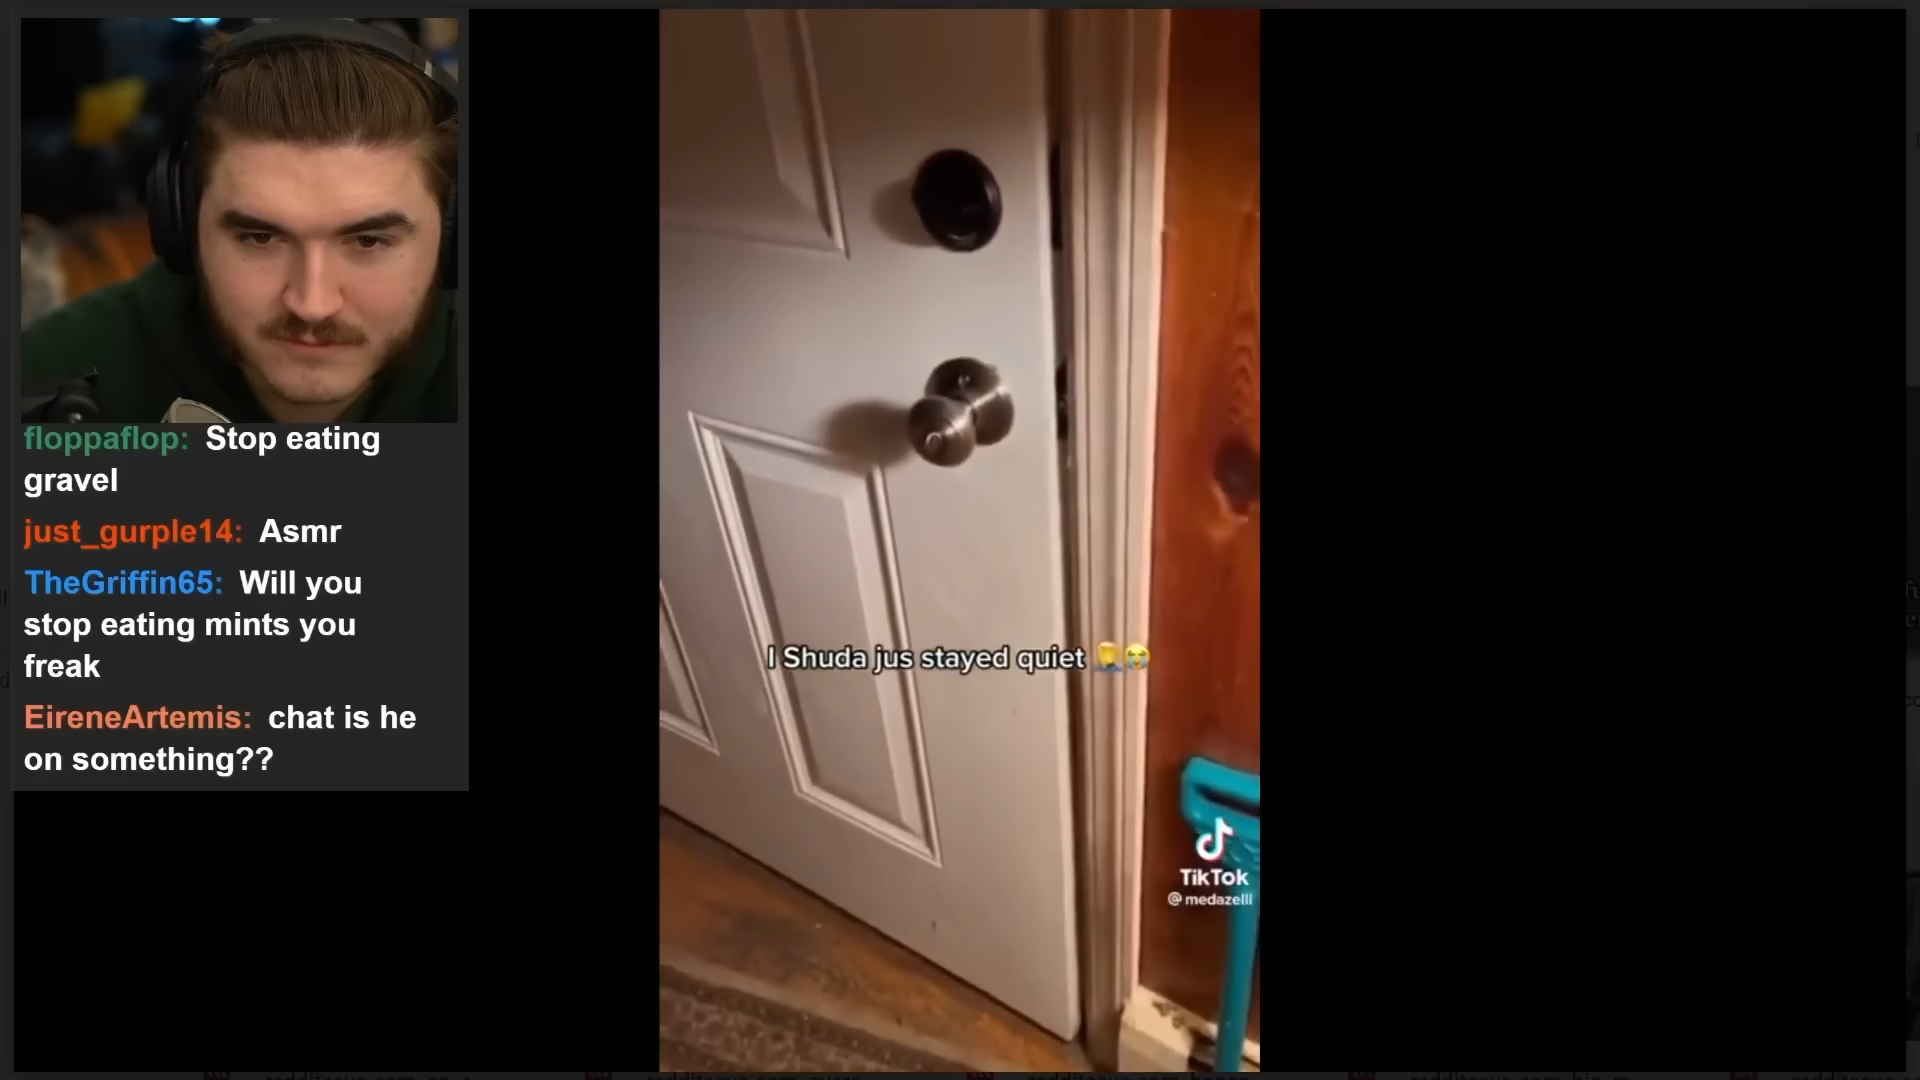 floppaflop: Stop eating
gravel
just_gurple14: Asmr
TheGriffin65: Will you
stop eating mints you
freak
EireneArtemis: chat is he
on something??
I Shuda jus stayed quiet 🤦😭
TikTok
@medazelli